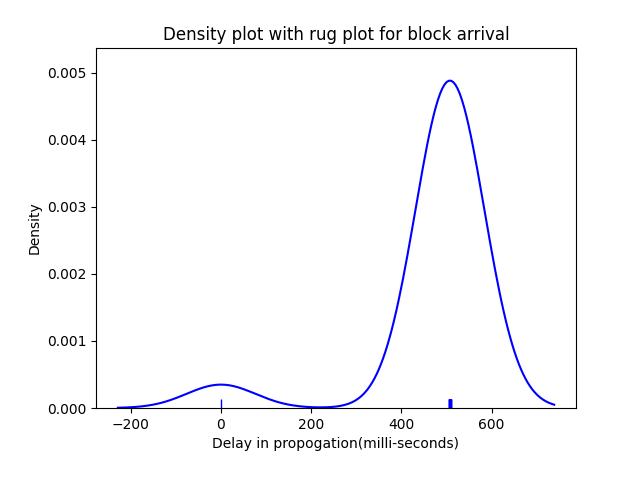 Density plot with rug plot for block arrival
0.005
0.004
0.003
0.002
0.001
0.000
Density
−200 0 200 400 600
Delay in propogation(milli-seconds)